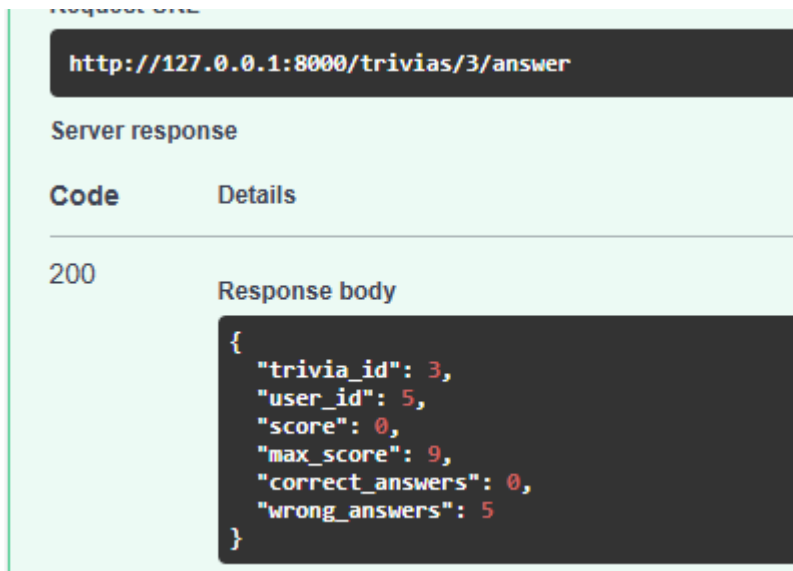 http://127.0.0.1:8000/trivias/3/answer
Server response
Code Details
200
Response body
{
"trivia_id": 3,
"user_id": 5,
"score": 0,
"max_score": 9,
"correct_answers": 0,
"wrong_answers": 5
}